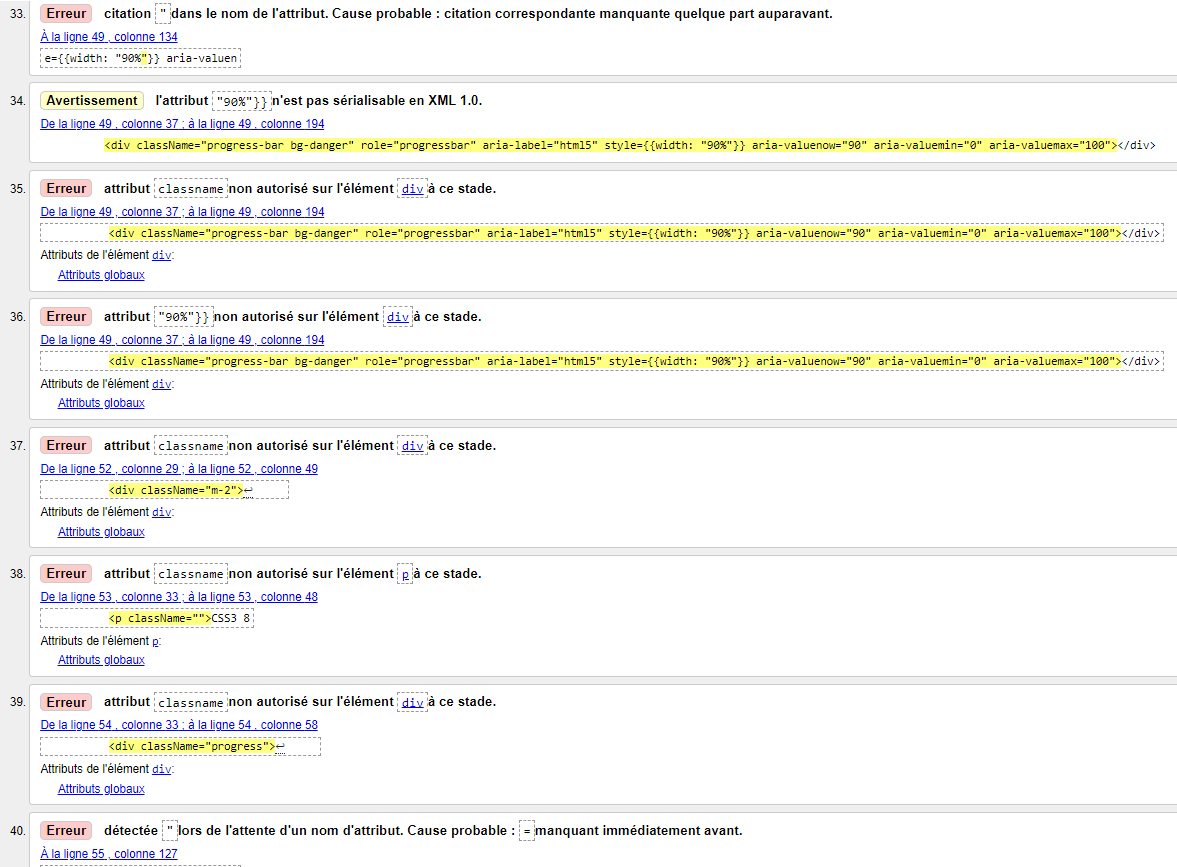 33. Erreur citation " dans le nom de l'attribut. Cause probable : citation correspondante manquante quelque part auparavant.
À la ligne 49 , colonne 134
e={{width: "90%"}} aria-valuen
34. Avertissement l'attribut "90%"}} n'est pas sérialisable en XML 1.0.
De la ligne 49 , colonne 37 ; à la ligne 49 , colonne 194
<div className="progress-bar bg-danger" role="progressbar" aria-label="html5" style={{width: "90%"}} aria-valuenow="90" aria-valuemin="0" aria-valuemax="100"></div>
35. Erreur attribut classname non autorisé sur l'élément div à ce stade.
De la ligne 49 , colonne 37 ; à la ligne 49 , colonne 194
<div className="progress-bar bg-danger" role="progressbar" aria-label="html5" style={{width: "90%"}} aria-valuenow="90" aria-valuemin="0" aria-valuemax="100"></div>
Attributs de l'élément div:
Attributs globaux
36. Erreur attribut "90%"}} non autorisé sur l'élément div à ce stade.
De la ligne 49 , colonne 37 ; à la ligne 49 , colonne 194
<div className="progress-bar bg-danger" role="progressbar" aria-label="html5" style={{width: "90%"}} aria-valuenow="90" aria-valuemin="0" aria-valuemax="100"></div>
Attributs de l'élément div:
Attributs globaux
37. Erreur attribut classname non autorisé sur l'élément div à ce stade.
De la ligne 52 , colonne 29 ; à la ligne 52 , colonne 49
<div className="m-2">↩
Attributs de l'élément div:
Attributs globaux
38. Erreur attribut classname non autorisé sur l'élément p à ce stade.
De la ligne 53 , colonne 33 ; à la ligne 53 , colonne 48
<p className="">CSS3 8
Attributs de l'élément p:
Attributs globaux
39. Erreur attribut classname non autorisé sur l'élément div à ce stade.
De la ligne 54 , colonne 33 ; à la ligne 54 , colonne 58
<div className="progress">↩
Attributs de l'élément div:
Attributs globaux
40. Erreur détectée " lors de l'attente d'un nom d'attribut. Cause probable : = manquant immédiatement avant.
À la ligne 55 , colonne 127